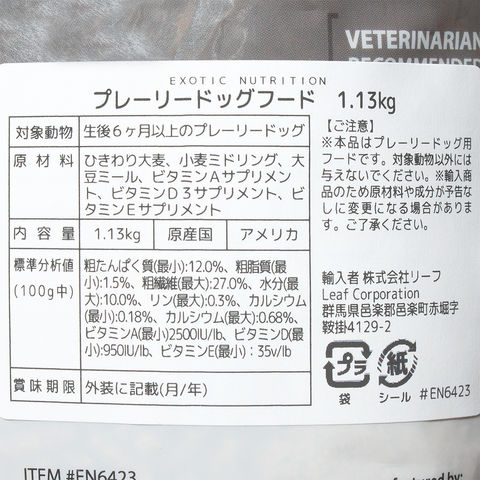 VETERINARIAN
RECOMMENDED
EXOTIC NUTRITION
プレーリードッグフード 1.13kg
対象動物 生後6ヶ月以上のプレーリードッグ
原材料 ひきわり大麦、小麦ミドリング、大
豆ミール、ビタミンAサプリメン
ト、ビタミンD3サプリメント、ビ
タミンEサプリメント
内容量 1.13kg 原産国 アメリカ
標準分析値
(100g中)
粗たんぱく質(最小):12.0%、粗脂質(最
小):1.5%、粗繊維(最大):27.0%、水分(最
大):10.0%、リン(最小):0.3%、カルシウム
(最小):0.18%、カルシウム(最大):0.68%、
ビタミンA(最小)2500IU/lb、ビタミンD(最
小):950IU/lb、ビタミンE(最小):35v/lb
賞味期限 外装に記載(月/年)
【ご注意】
※本品はプレーリードッグ用
フードです。対象動物以外には
与えないでください。※輸入商
品のため原材料や成分が予告な
しに変更になる場合がありま
す。ご了承ください。
輸入者 株式会社リーフ
Leaf Corporation
群馬県邑楽郡邑楽町赤堀字
鞍掛4129-2
プラ 紙
袋 シール #EN6423
ITEM #EN6423